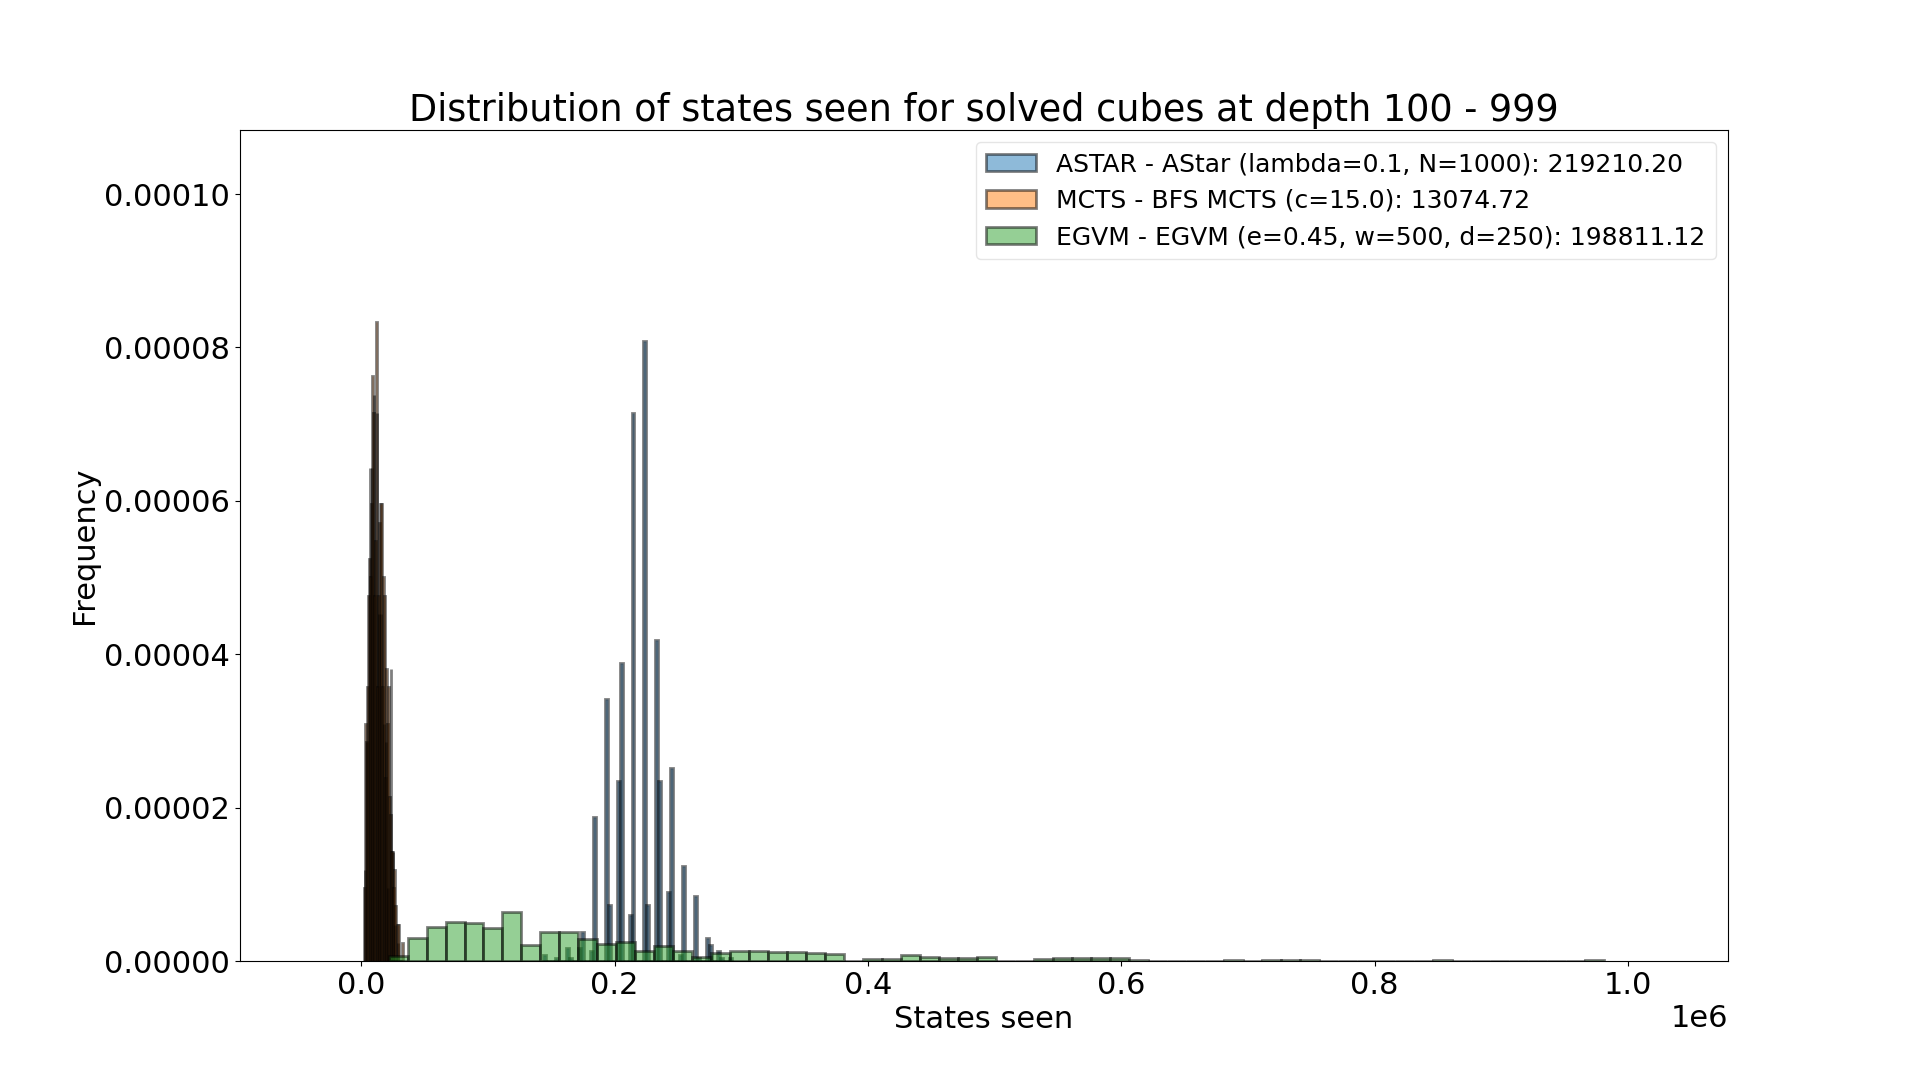 Distribution of states seen for solved cubes at depth 100 - 999
ASTAR - AStar (lambda=0.1, N=1000): 219210.20
MCTS - BFS MCTS (c=15.0): 13074.72
EGVM - EGVM (e=0.45, w=500, d=250): 198811.12
0.00010
0.00008
0.00006
0.00004
0.00002
0.00000
Frequency
0.0 0.2 0.4 0.6 0.8 1.0
States seen
1e6